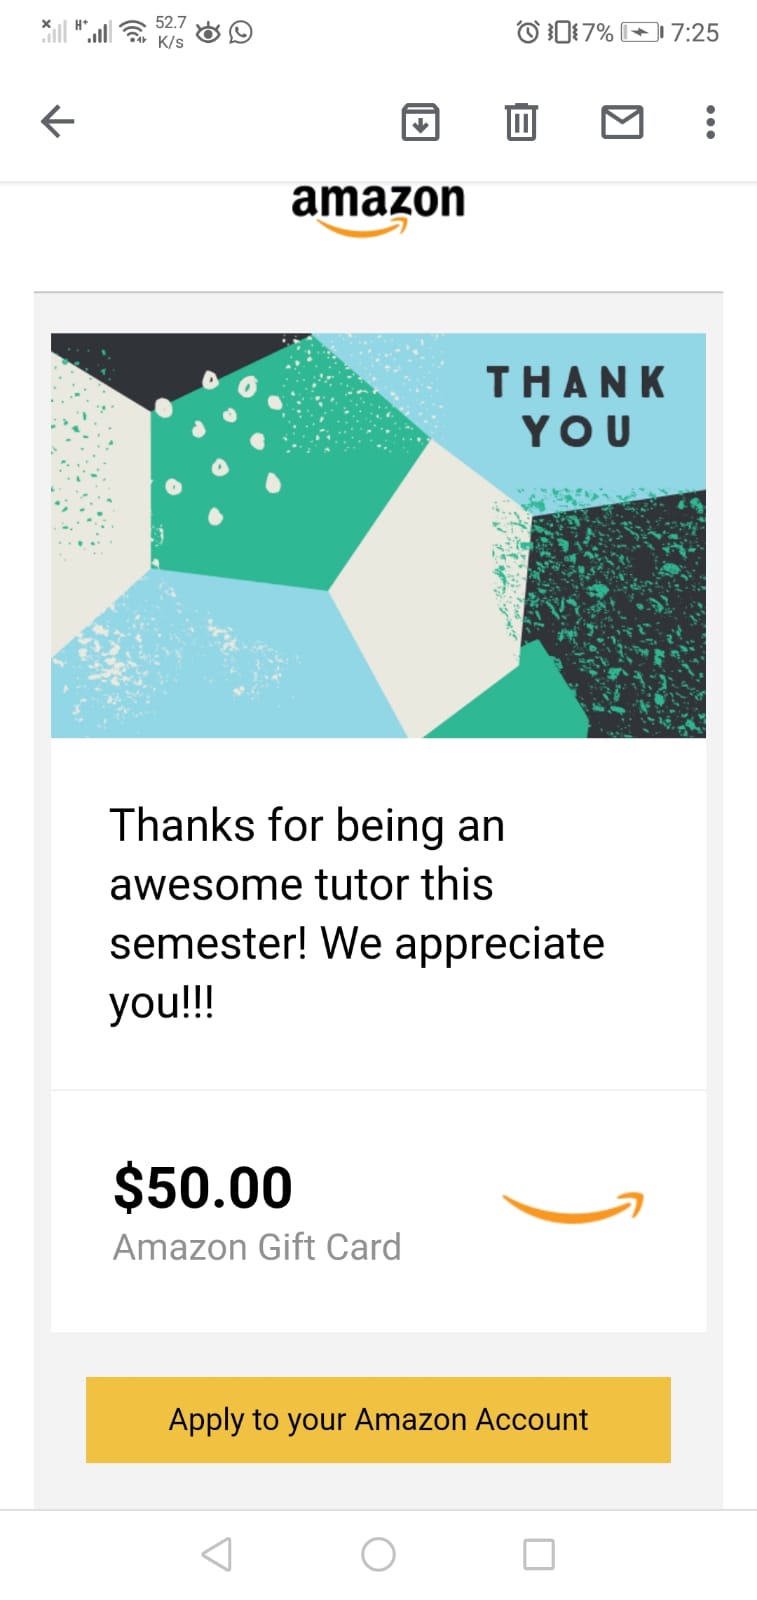 52.7
K/s
H+
7%
7:25
amazon
THANK
YOU
Thanks for being an
awesome tutor this
semester! We appreciate
you!!!
$50.00
Amazon Gift Card
Apply to your Amazon Account